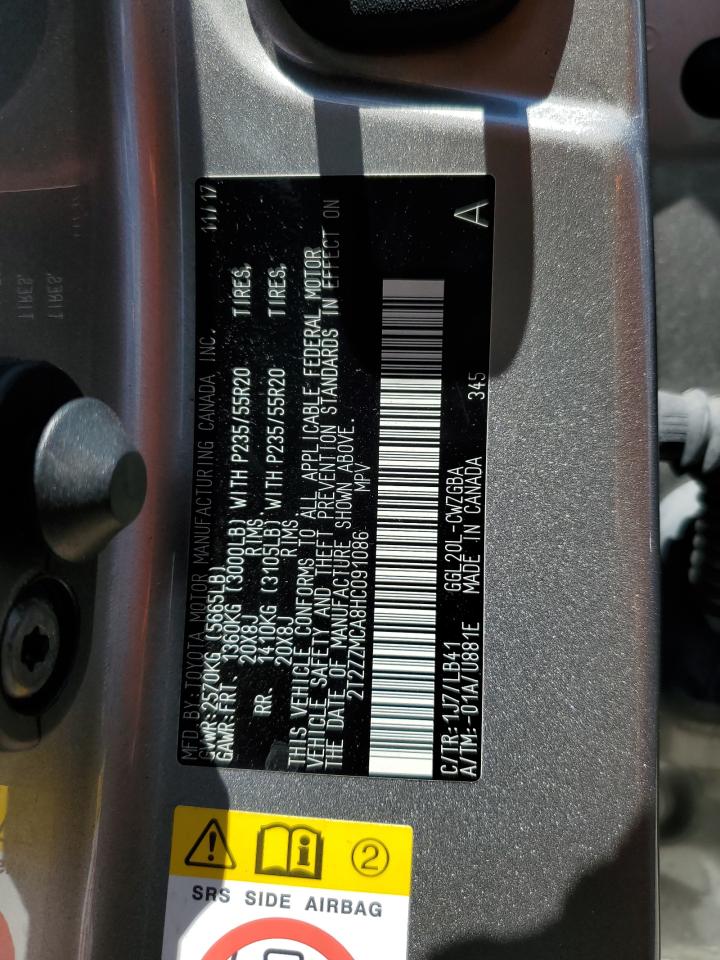 MFD BY:TOYOTA MOTOR MANUFACTURING CANADA INC. 11/17
GVWR:2570KG (5665LB)
GAWR:FRT. 1360KG (3000LB) WITH P235/55R20 TIRES,
20X8J RIMS
RR. 1410KG (3105LB) WITH P235/55R20 TIRES,
20X8J RIMS
THIS VEHICLE CONFORMS TO ALL APPLICABLE FEDERAL MOTOR
VEHICLE SAFETY AND THEFT PREVENTION STANDARDS IN EFFECT ON
THE DATE OF MANUFACTURE SHOWN ABOVE.
2T2ZZMCA8HC091086 MPV
C/TR:1J7/LB41 GGL20L-CWZGBA
A/TM:-01A/U881E MADE IN CANADA 345
A
2
SRS SIDE AIRBAG
TIRES,
TIRES,